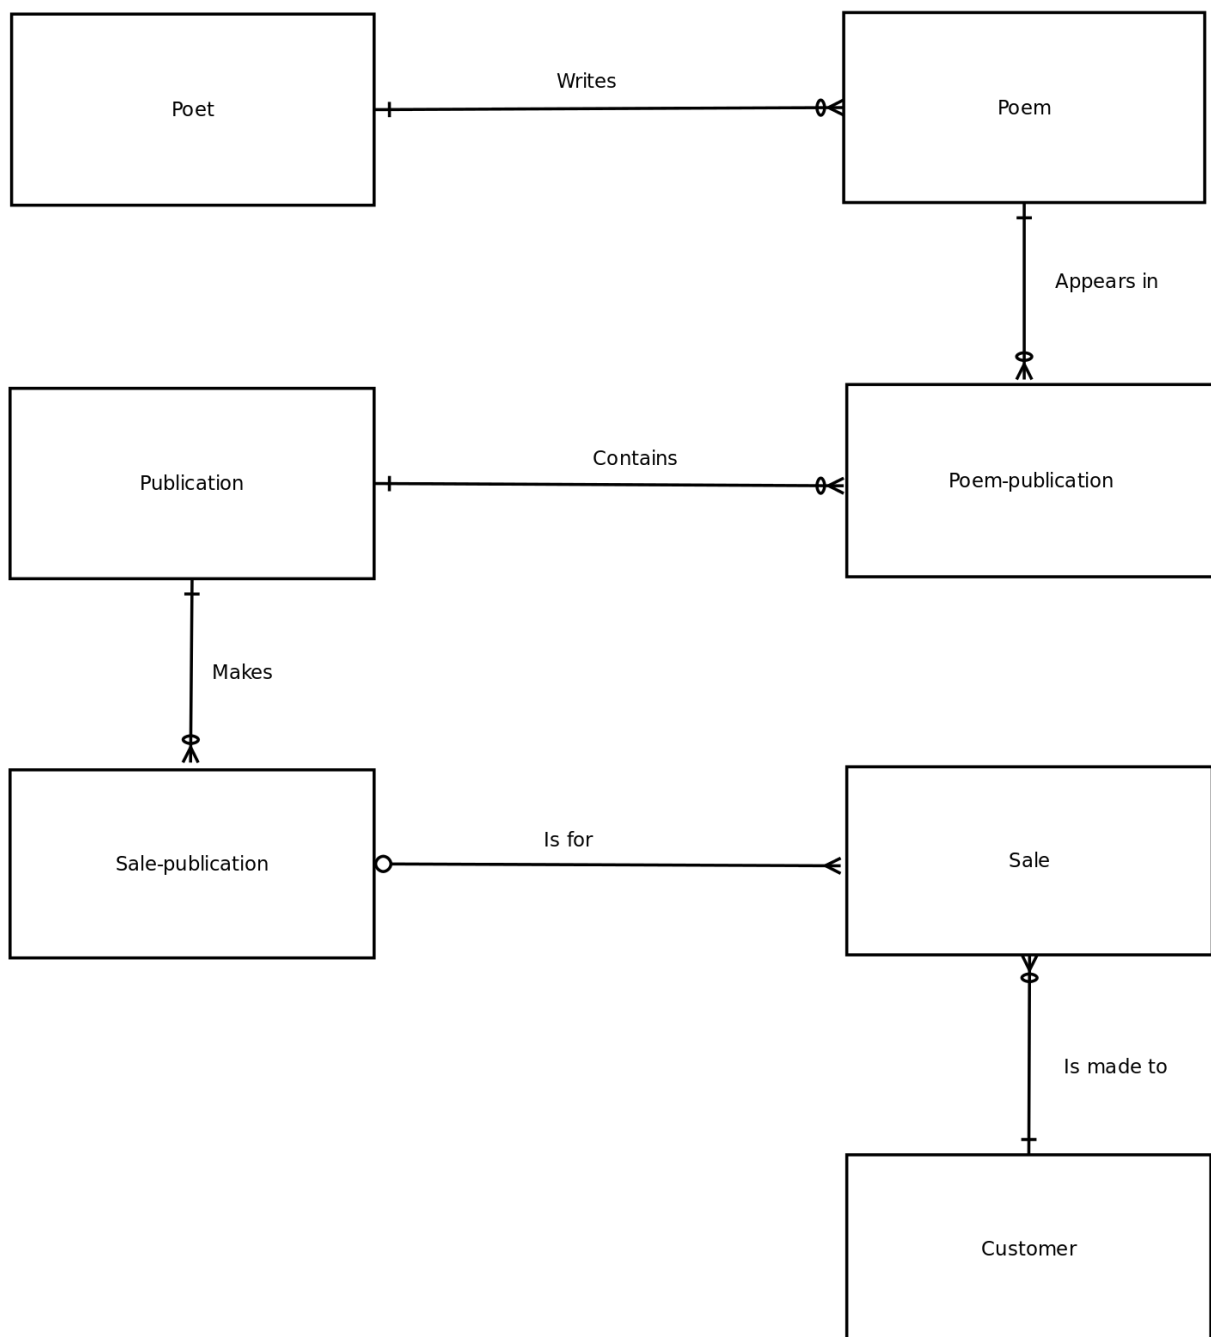 Poet
Writes
Poem
Appears in
Publication
Contains
Poem-publication
Makes
Sale-publication
Is for
Sale
Is made to
Customer